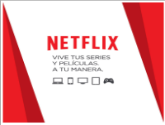 NETFLIX
VIVE TUS SERIES
Y PELÍCULAS,
A TU MANERA.